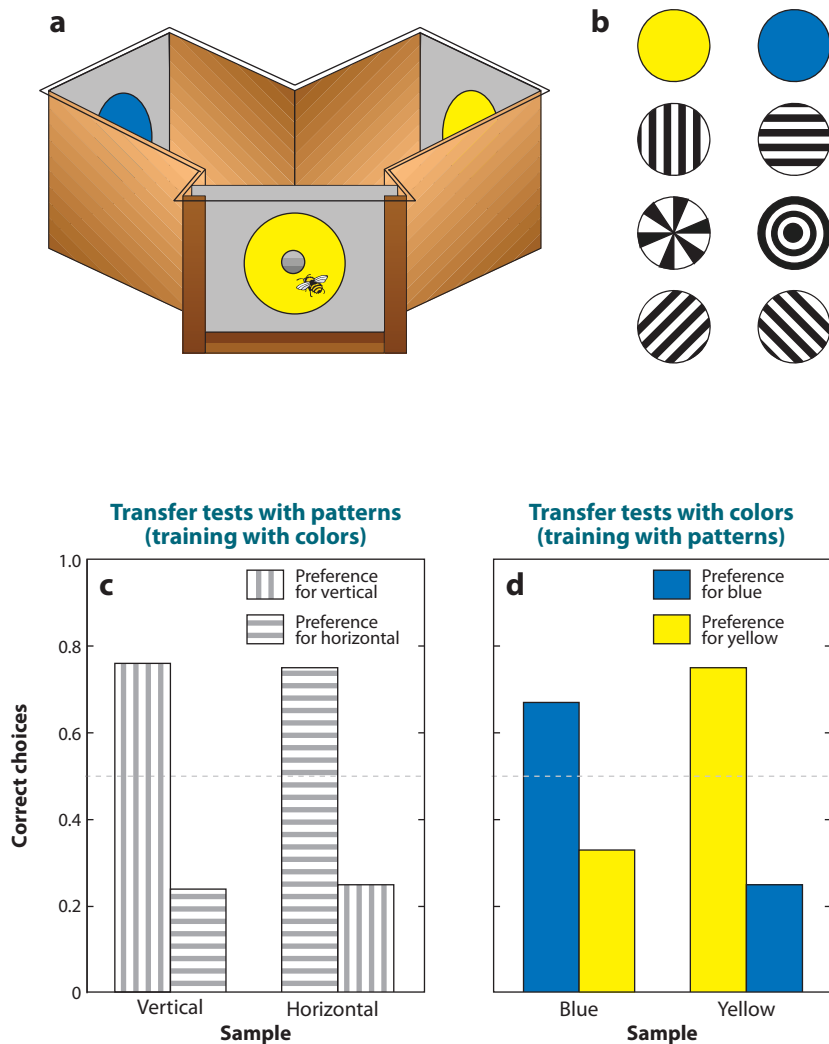 a
b
Transfer tests with patterns
(training with colors)
Transfer tests with colors
(training with patterns)
c
Preference
for vertical
Preference
for horizontal
d
Preference
for blue
Preference
for yellow
1.0
0.8
0.6
0.4
0.2
0
Correct choices
Vertical
Horizontal
Sample
Blue
Yellow
Sample